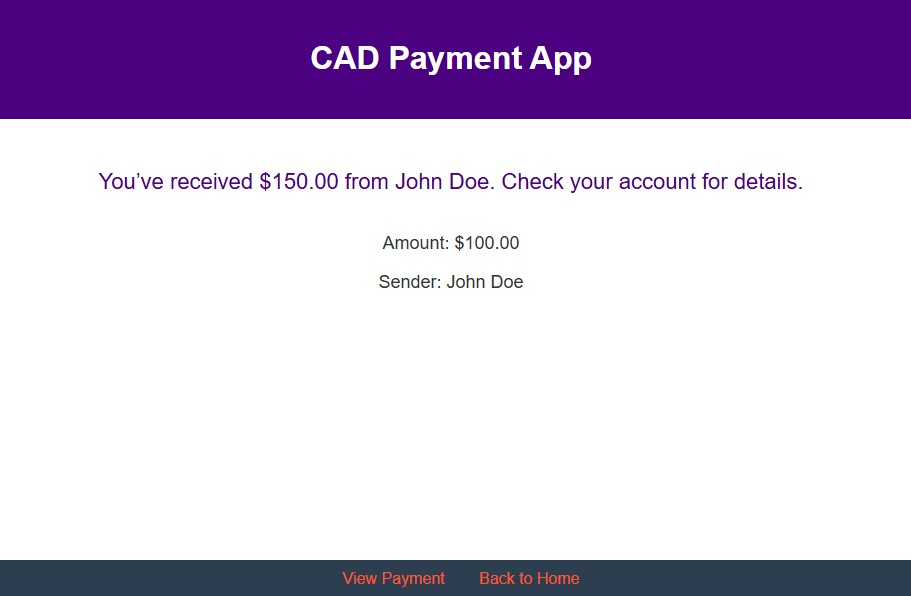 CAD Payment App
You’ve received $150.00 from John Doe. Check your account for details.
Amount: $100.00
Sender: John Doe
View Payment Back to Home